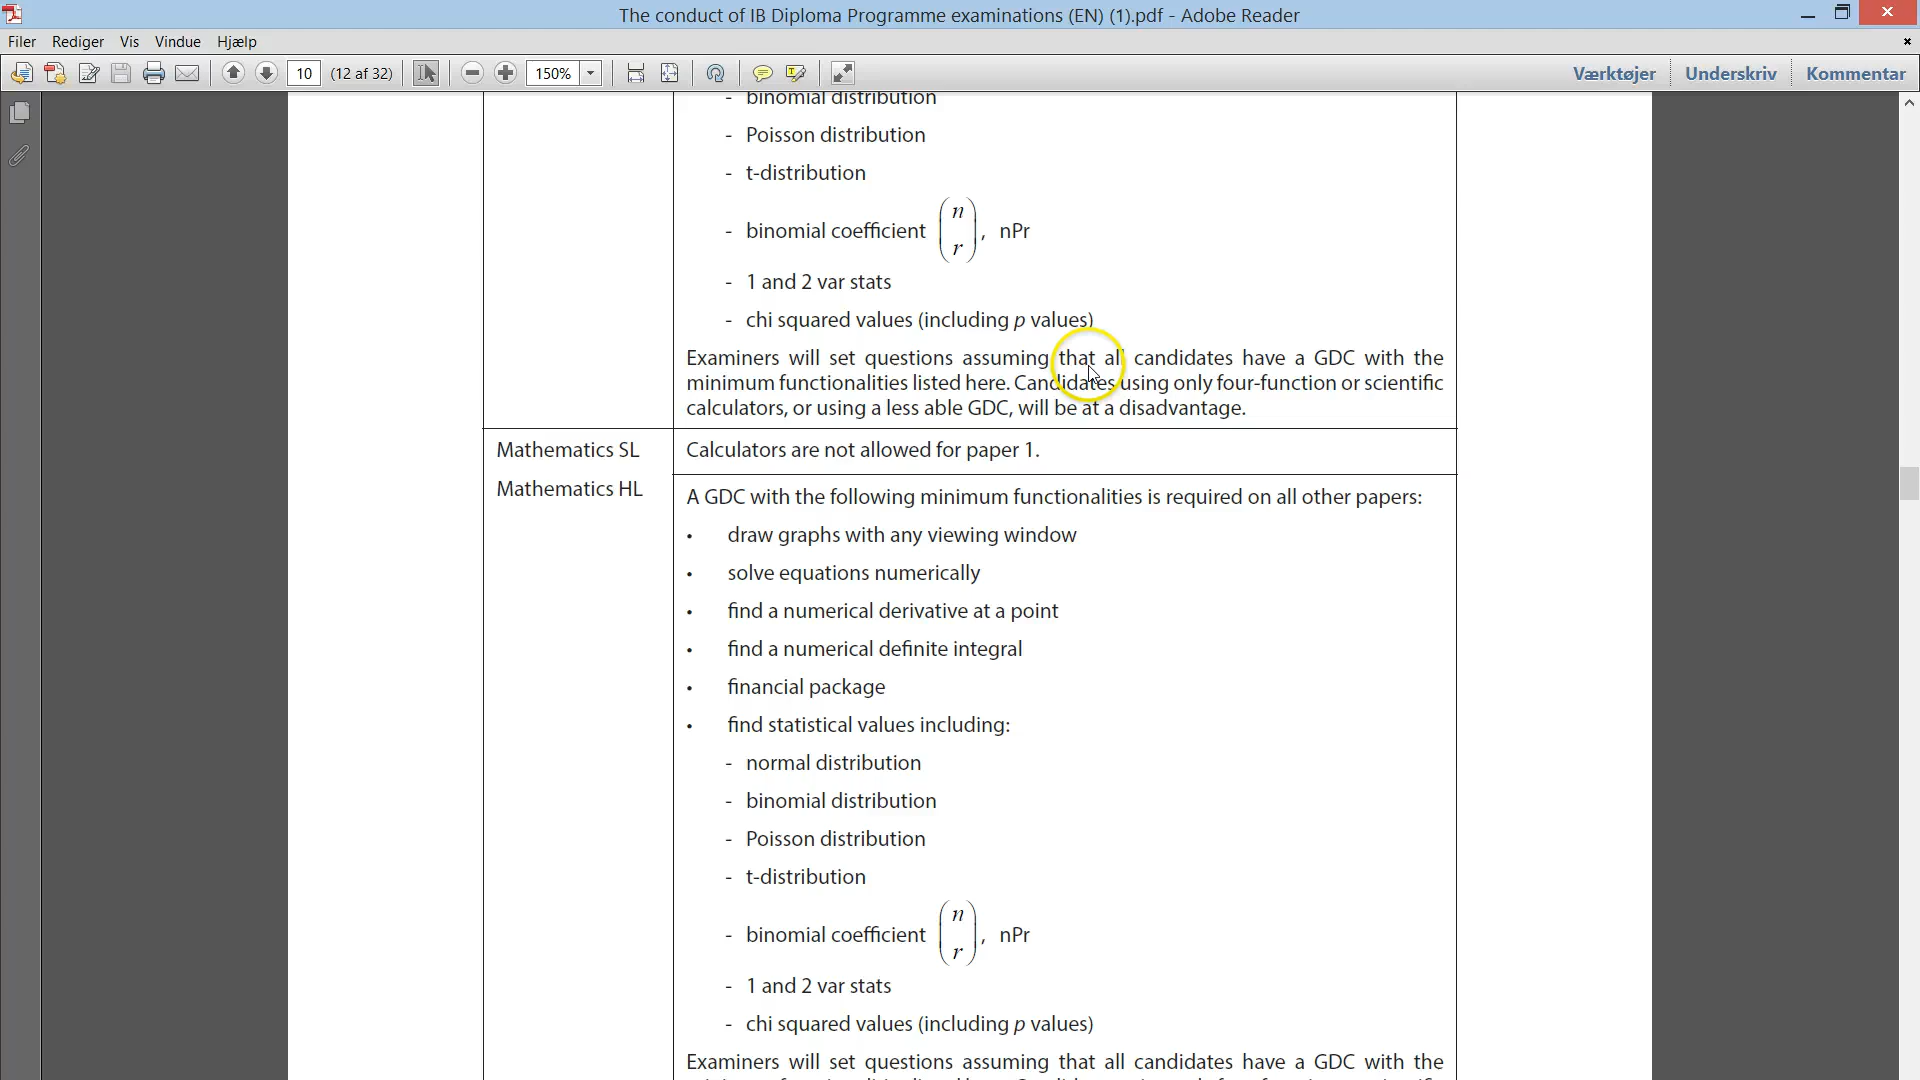 The conduct of IB Diploma Programme examinations (EN) (1).pdf - Adobe Reader
Filer Rediger Vis Vindue Hjælp
10 (12 af 32) 150% Værktøjer Underskriv Kommentar
- binomial distribution
- Poisson distribution
- t-distribution
- binomial coefficient (n r), nPr
- 1 and 2 var stats
- chi squared values (including p values)
Examiners will set questions assuming that all candidates have a GDC with the
minimum functionalities listed here. Candidates using only four-function or scientific
calculators, or using a less able GDC, will be at a disadvantage.
Mathematics SL
Mathematics HL
Calculators are not allowed for paper 1.
A GDC with the following minimum functionalities is required on all other papers:
• draw graphs with any viewing window
• solve equations numerically
• find a numerical derivative at a point
• find a numerical definite integral
• financial package
• find statistical values including:
- normal distribution
- binomial distribution
- Poisson distribution
- t-distribution
- binomial coefficient (n r), nPr
- 1 and 2 var stats
- chi squared values (including p values)
Examiners will set questions assuming that all candidates have a GDC with the